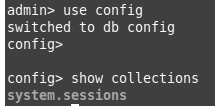 admin> use config
switched to db config
config>
config> show collections
system.sessions